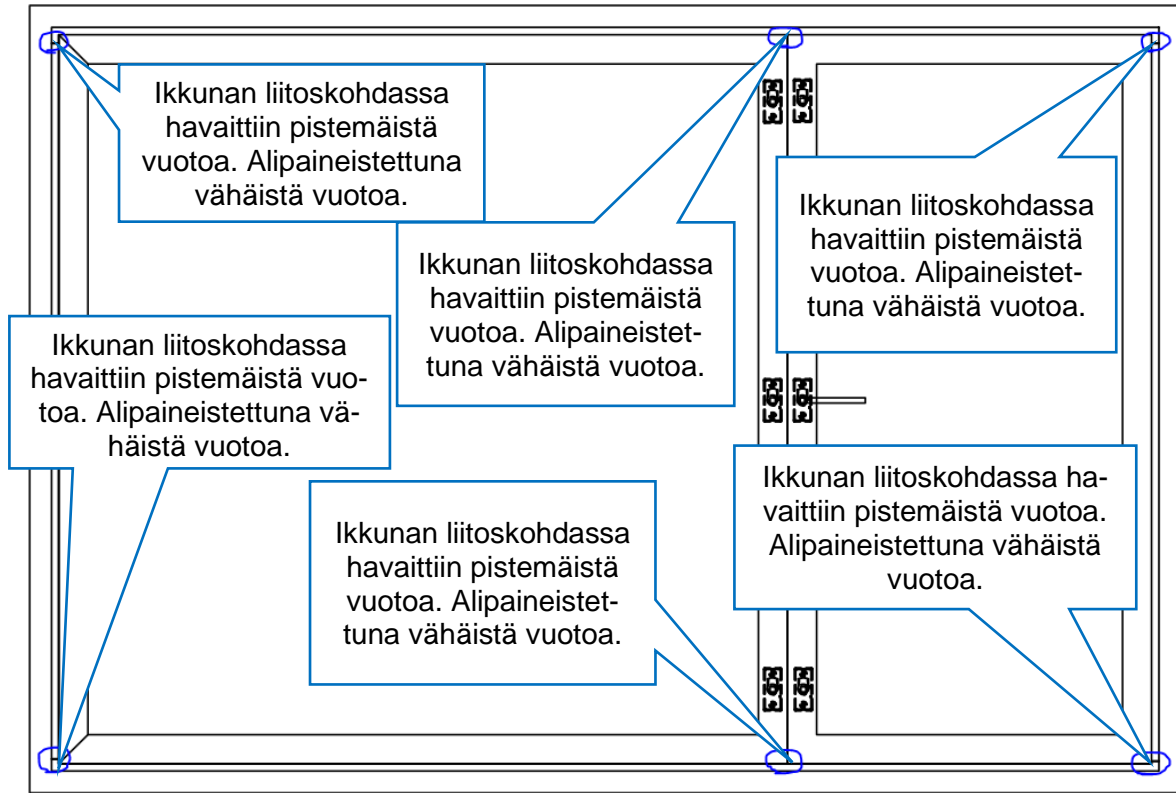 Ikkunan liitoskohdassa
havaittiin pistemäistä
vuotoa. Alipaineistettuna
vähäistä vuotoa.
Ikkunan liitoskohdassa
havaittiin pistemäistä
vuotoa. Alipaineistet-
tuna vähäistä vuotoa.
Ikkunan liitoskohdassa
havaittiin pistemäistä
vuotoa. Alipaineistet-
tuna vähäistä vuotoa.
Ikkunan liitoskohdassa
havaittiin pistemäistä vuo-
toa. Alipaineistettuna vä-
häistä vuotoa.
Ikkunan liitoskohdassa
havaittiin pistemäistä
vuotoa. Alipaineistet-
tuna vähäistä vuotoa.
Ikkunan liitoskohdassa ha-
vaittiin pistemäistä vuotoa.
Alipaineistettuna vähäistä
vuotoa.